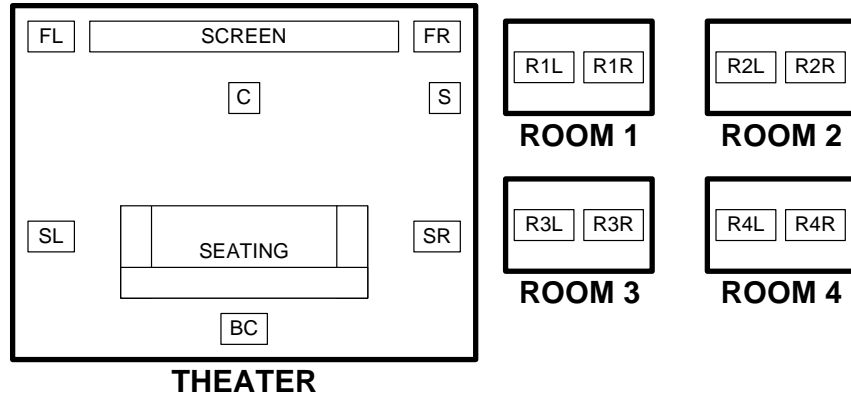 FL
SCREEN
FR
C
S
SL
SEATING
SR
BC
THEATER
R1L
R1R
ROOM 1
R2L
R2R
ROOM 2
R3L
R3R
ROOM 3
R4L
R4R
ROOM 4